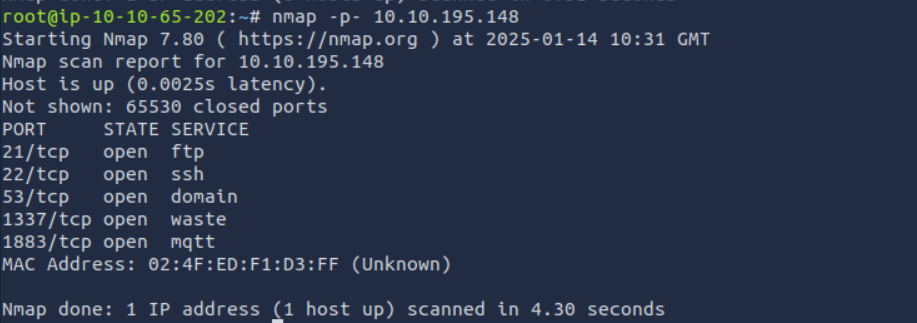 root@ip-10-10-65-202:~# nmap -p- 10.10.195.148
Starting Nmap 7.80 ( https://nmap.org ) at 2025-01-14 10:31 GMT
Nmap scan report for 10.10.195.148
Host is up (0.0025s latency).
Not shown: 65530 closed ports
PORT     STATE SERVICE
21/tcp   open  ftp
22/tcp   open  ssh
53/tcp   open  domain
1337/tcp open  waste
1883/tcp open  mqtt
MAC Address: 02:4F:ED:F1:D3:FF (Unknown)
Nmap done: 1 IP address (1 host up) scanned in 4.30 seconds